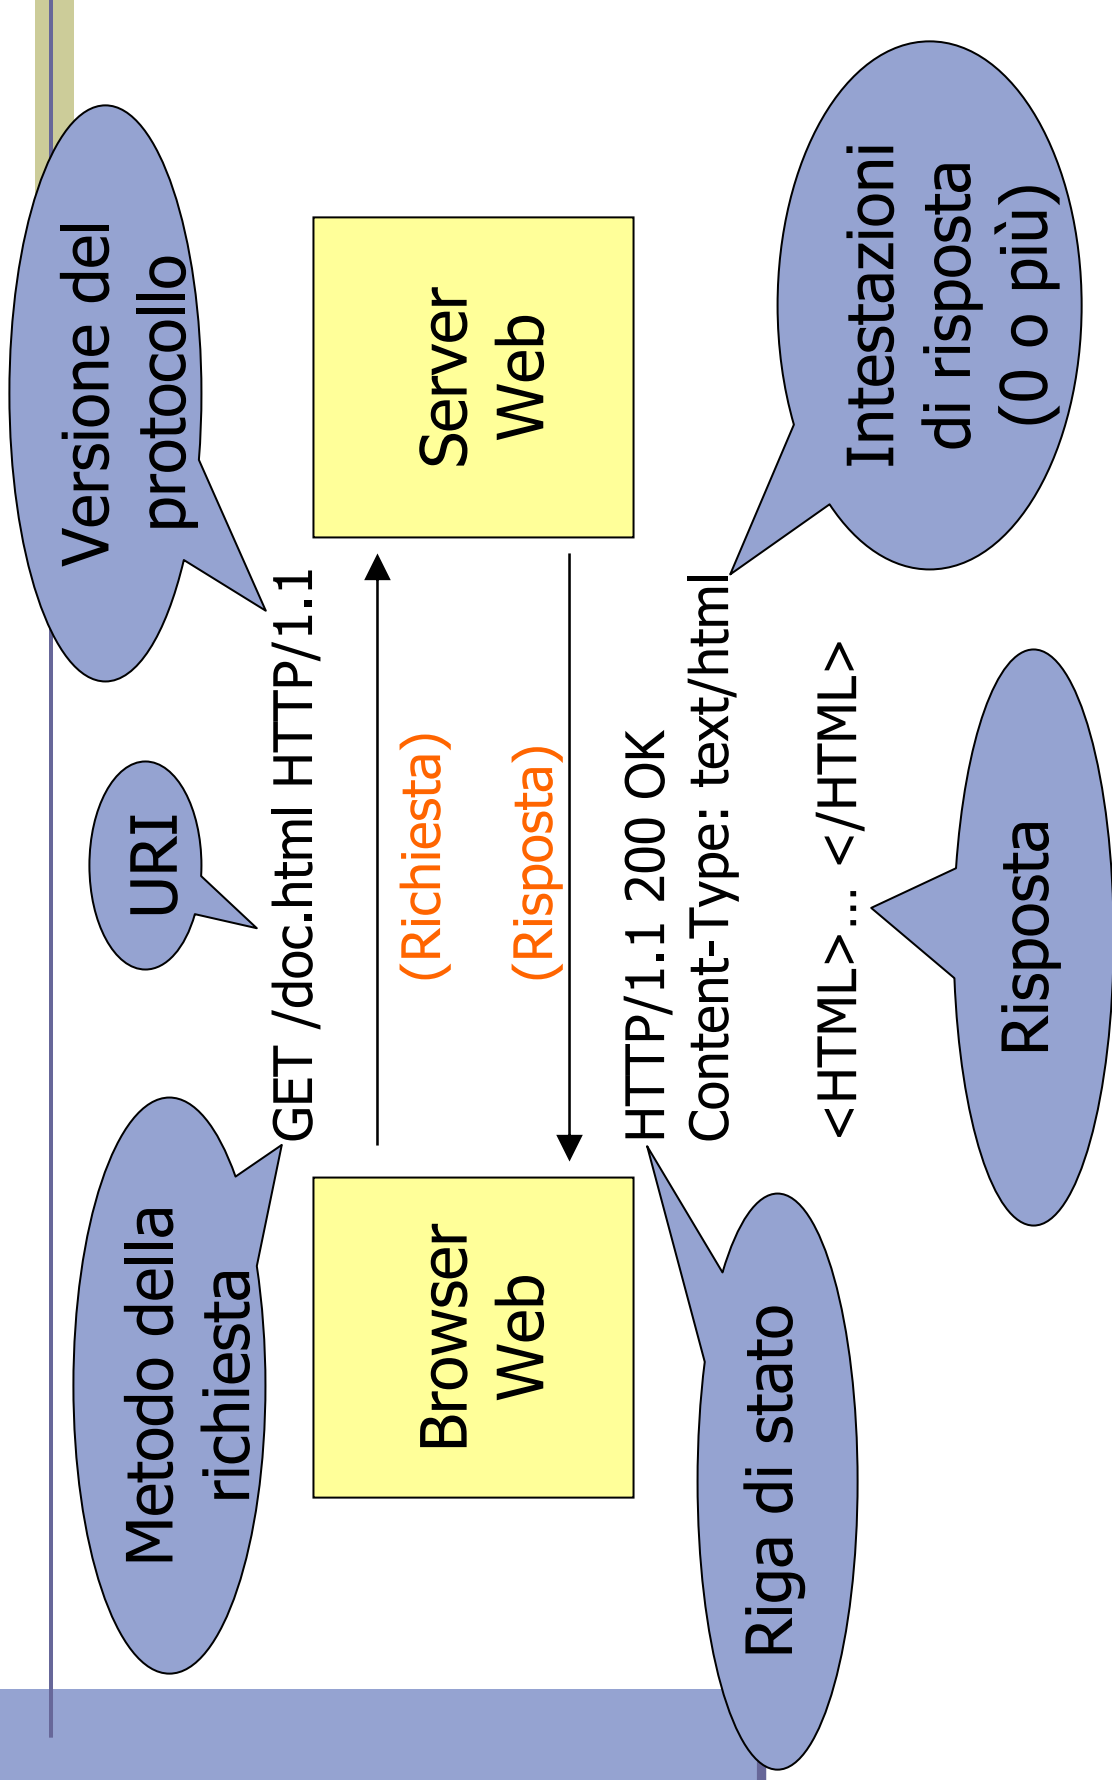 Metodo della
richiesta
URI
Versione del
protocollo
GET /doc.html HTTP/1.1
Browser
Web
(Richiesta)
(Risposta)
Server
Web
HTTP/1.1 200 OK
Content-Type: text/html
<HTML>... </HTML>
Riga di stato
Risposta
Intestazioni
di risposta
(0 o più)